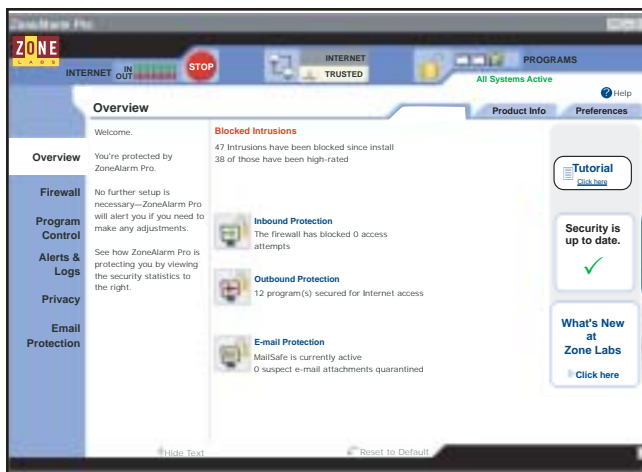 ZoneAlarm Pro
ZONE
LABS
INTERNET IN
OUT
STOP
INTERNET
TRUSTED
PROGRAMS
All Systems Active
Help
Overview
Product Info
Preferences
Overview
Firewall
Program
Control
Alerts &
Logs
Privacy
Email
Protection
Welcome.
You're protected by
ZoneAlarm Pro.
No further setup is
necessary—ZoneAlarm Pro
will alert you if you need to
make any adjustments.
See how ZoneAlarm Pro is
protecting you by viewing
the security statistics to
the right.
Blocked Intrusions
47 Intrusions have been blocked since install
38 of those have been high-rated
Inbound Protection
The firewall has blocked 0 access
attempts
Outbound Protection
12 program(s) secured for Internet access
E-mail Protection
MailSafe is currently active
0 suspect e-mail attachments quarantined
Tutorial
Click here
Security is
up to date.
What's New
at
Zone Labs
Click here
Hide Text
Reset to Default